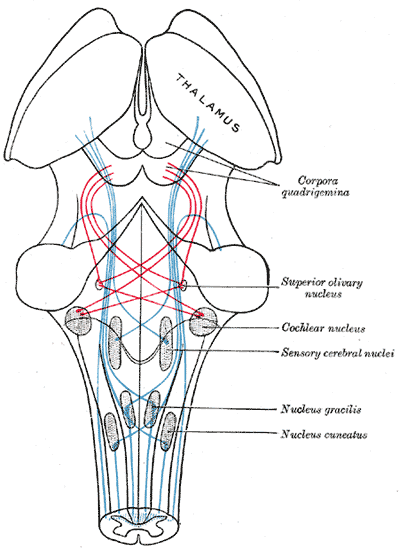 THALAMUS
Corpora
quadrigemina
Superior olivary
nucleus
Cochlear nucleus
Sensory cerebral nuclei
Nucleus gracilis
Nucleus cuneatus